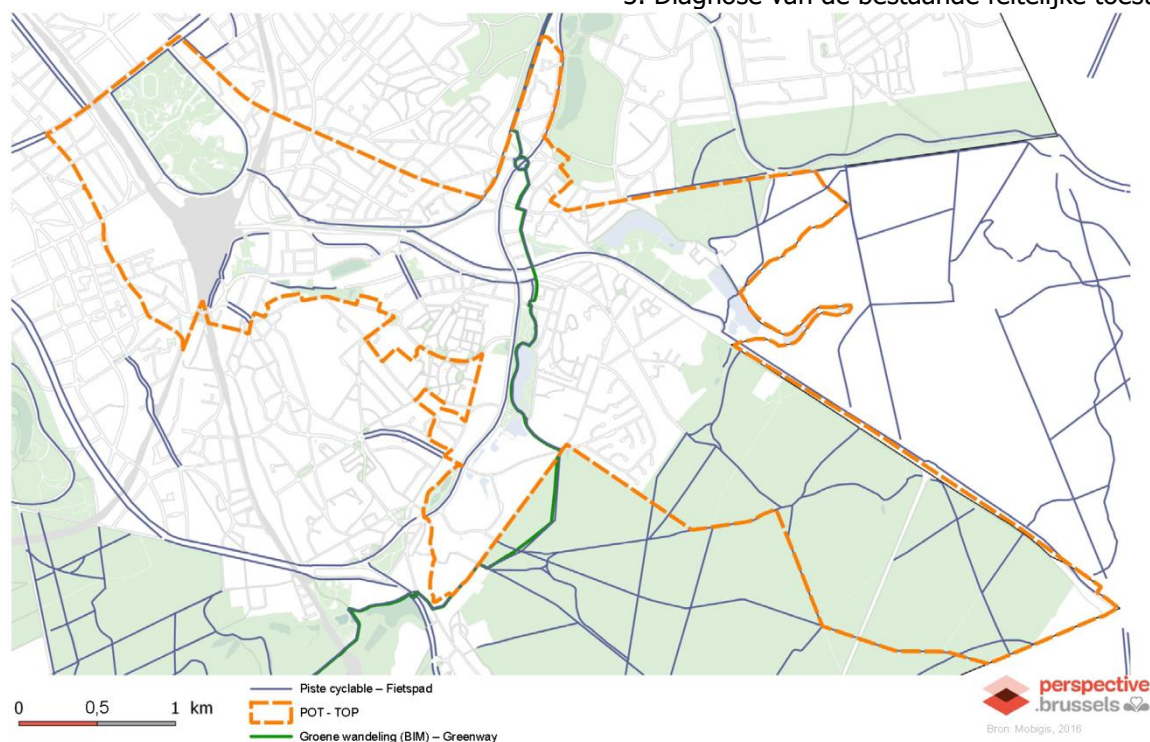 3. Diagnose van de bestaande feitelijke toest
Piste cyclable – Fietspad
POT - TOP
Groene wandeling (BIM) – Greenway
0 0,5 1 km
perspective
.brussels
Bron: Mobigis, 2016